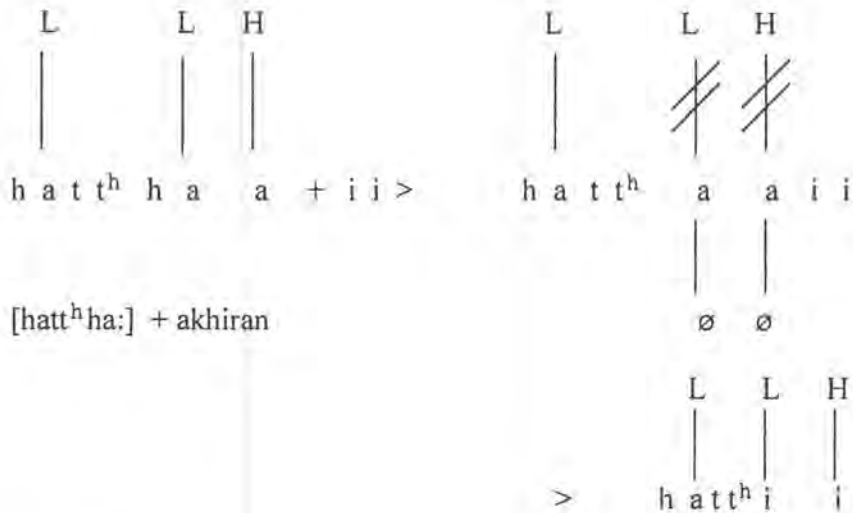 L L H L L H
h a t tʰ h a a + i i > h a t tʰ a a i i
[hattʰha:] + akhiran ø ø
L L H
> h a t tʰ i i